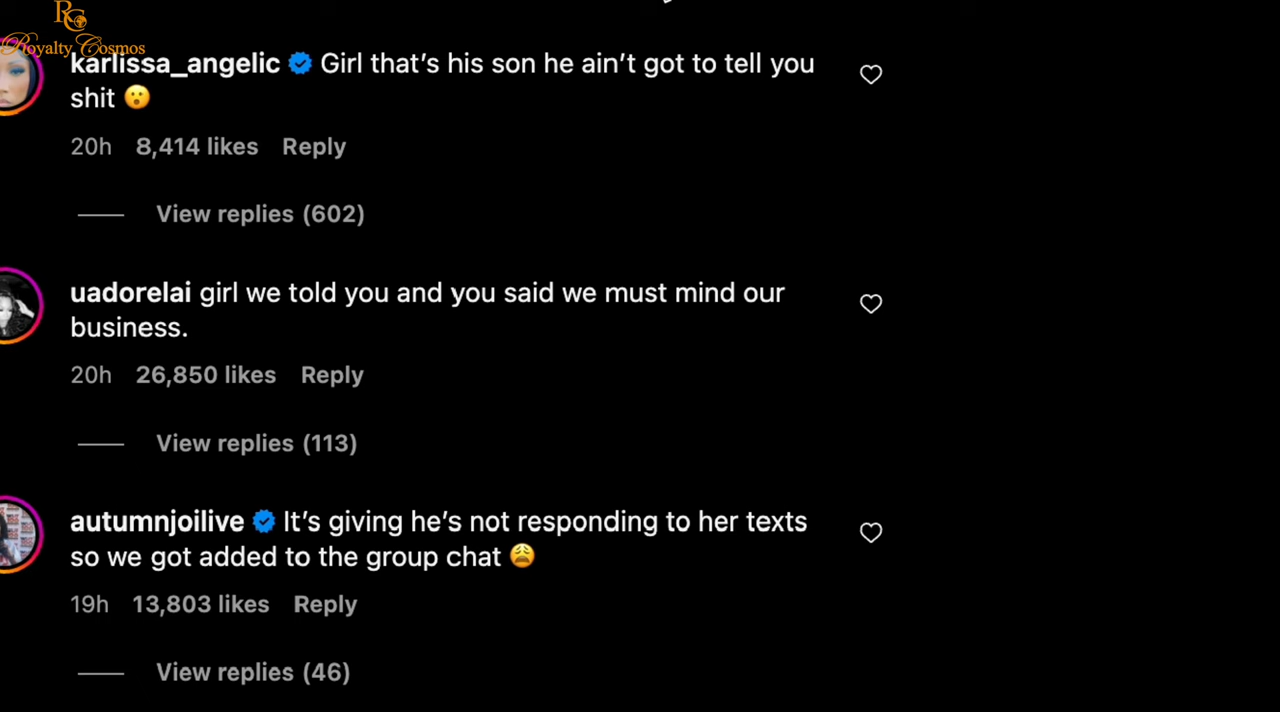 RC
Royalty Cosmos
karlissa_angelic Girl that’s his son he ain’t got to tell you
shit 😮
20h 8,414 likes Reply
View replies (602)
uadorelai girl we told you and you said we must mind our
business.
20h 26,850 likes Reply
View replies (113)
autumnjoilive It’s giving he’s not responding to her texts
so we got added to the group chat 😩
19h 13,803 likes Reply
View replies (46)